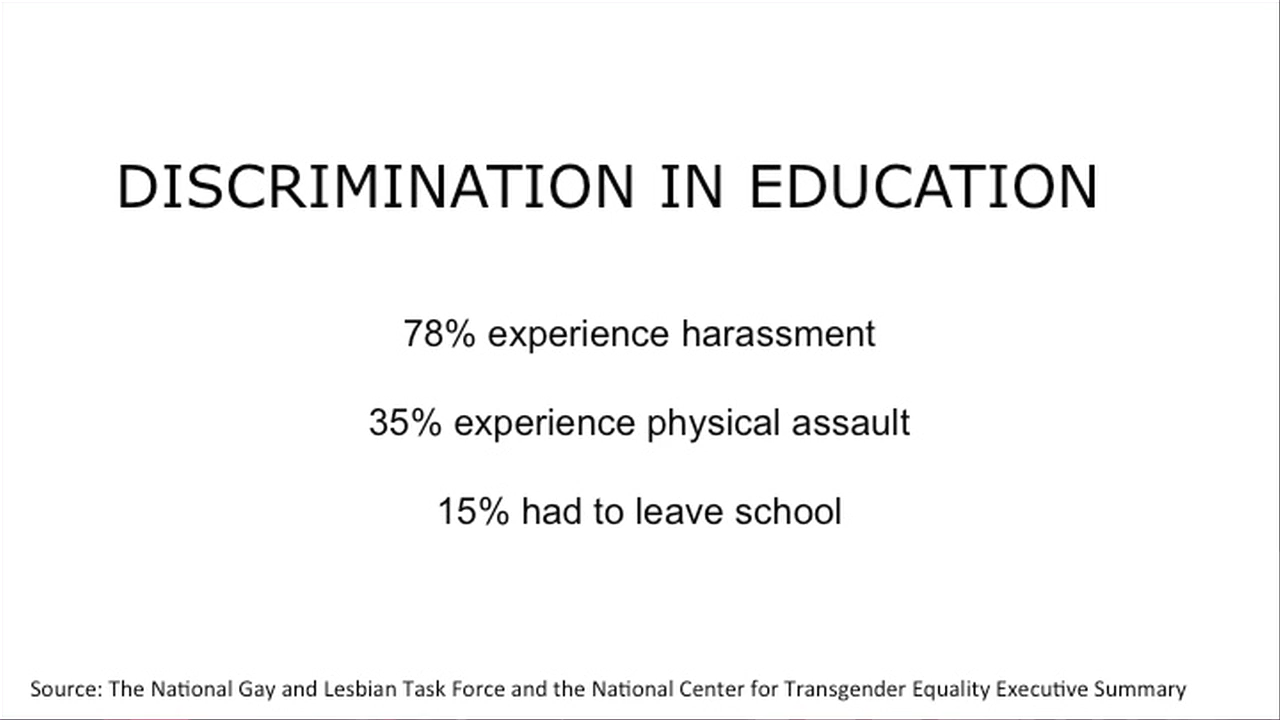 DISCRIMINATION IN EDUCATION
78% experience harassment
35% experience physical assault
15% had to leave school
Source: The National Gay and Lesbian Task Force and the National Center for Transgender Equality Executive Summary